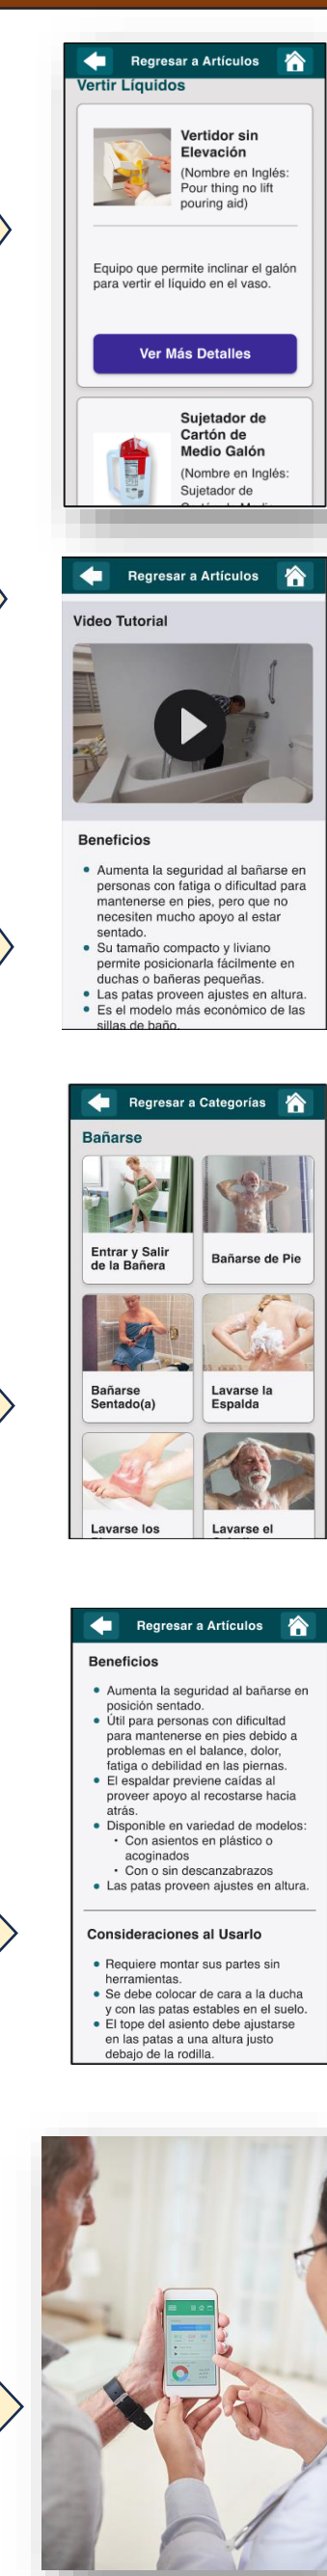 Regresar a Artículos
Vertir Líquidos
Vertidor sin
Elevación
(Nombre en Inglés:
Pour thing no lift
pouring aid)
Equipo que permite inclinar el galón
para vertir el líquido en el vaso.
Ver Más Detalles
Sujetador de
Cartón de
Medio Galón
(Nombre en Inglés:
Sujetador de
Regresar a Artículos
Video Tutorial
Beneficios
Aumenta la seguridad al bañarse en
personas con fatiga o dificultad para
mantenerse en pies, pero que no
necesiten mucho apoyo al estar
sentado.
Su tamaño compacto y liviano
permite posicionarla fácilmente en
duchas o bañeras pequeñas.
Las patas proveen ajustes en altura.
Es el modelo más económico de las
sillas de baño.
Regresar a Categorías
Bañarse
Entrar y Salir
de la Bañera
Bañarse de Pie
Bañarse
Sentado(a)
Lavarse la
Espalda
Lavarse los
Lavarse el
Regresar a Artículos
Beneficios
Aumenta la seguridad al bañarse en
posición sentado.
Útil para personas con dificultad
para mantenerse en pies debido a
problemas en el balance, dolor,
fatiga o debilidad en las piernas.
El espaldar previene caídas al
proveer apoyo al recostarse hacia
atrás.
Disponible en variedad de modelos:
Con asientos en plástico o
acoginados
Con o sin descanzabrazos
Las patas proveen ajustes en altura.
Consideraciones al Usarlo
Requiere montar sus partes sin
herramientas.
Se debe colocar de cara a la ducha
y con las patas estables en el suelo.
El tope del asiento debe ajustarse
en las patas a una altura justo
debajo de la rodilla.